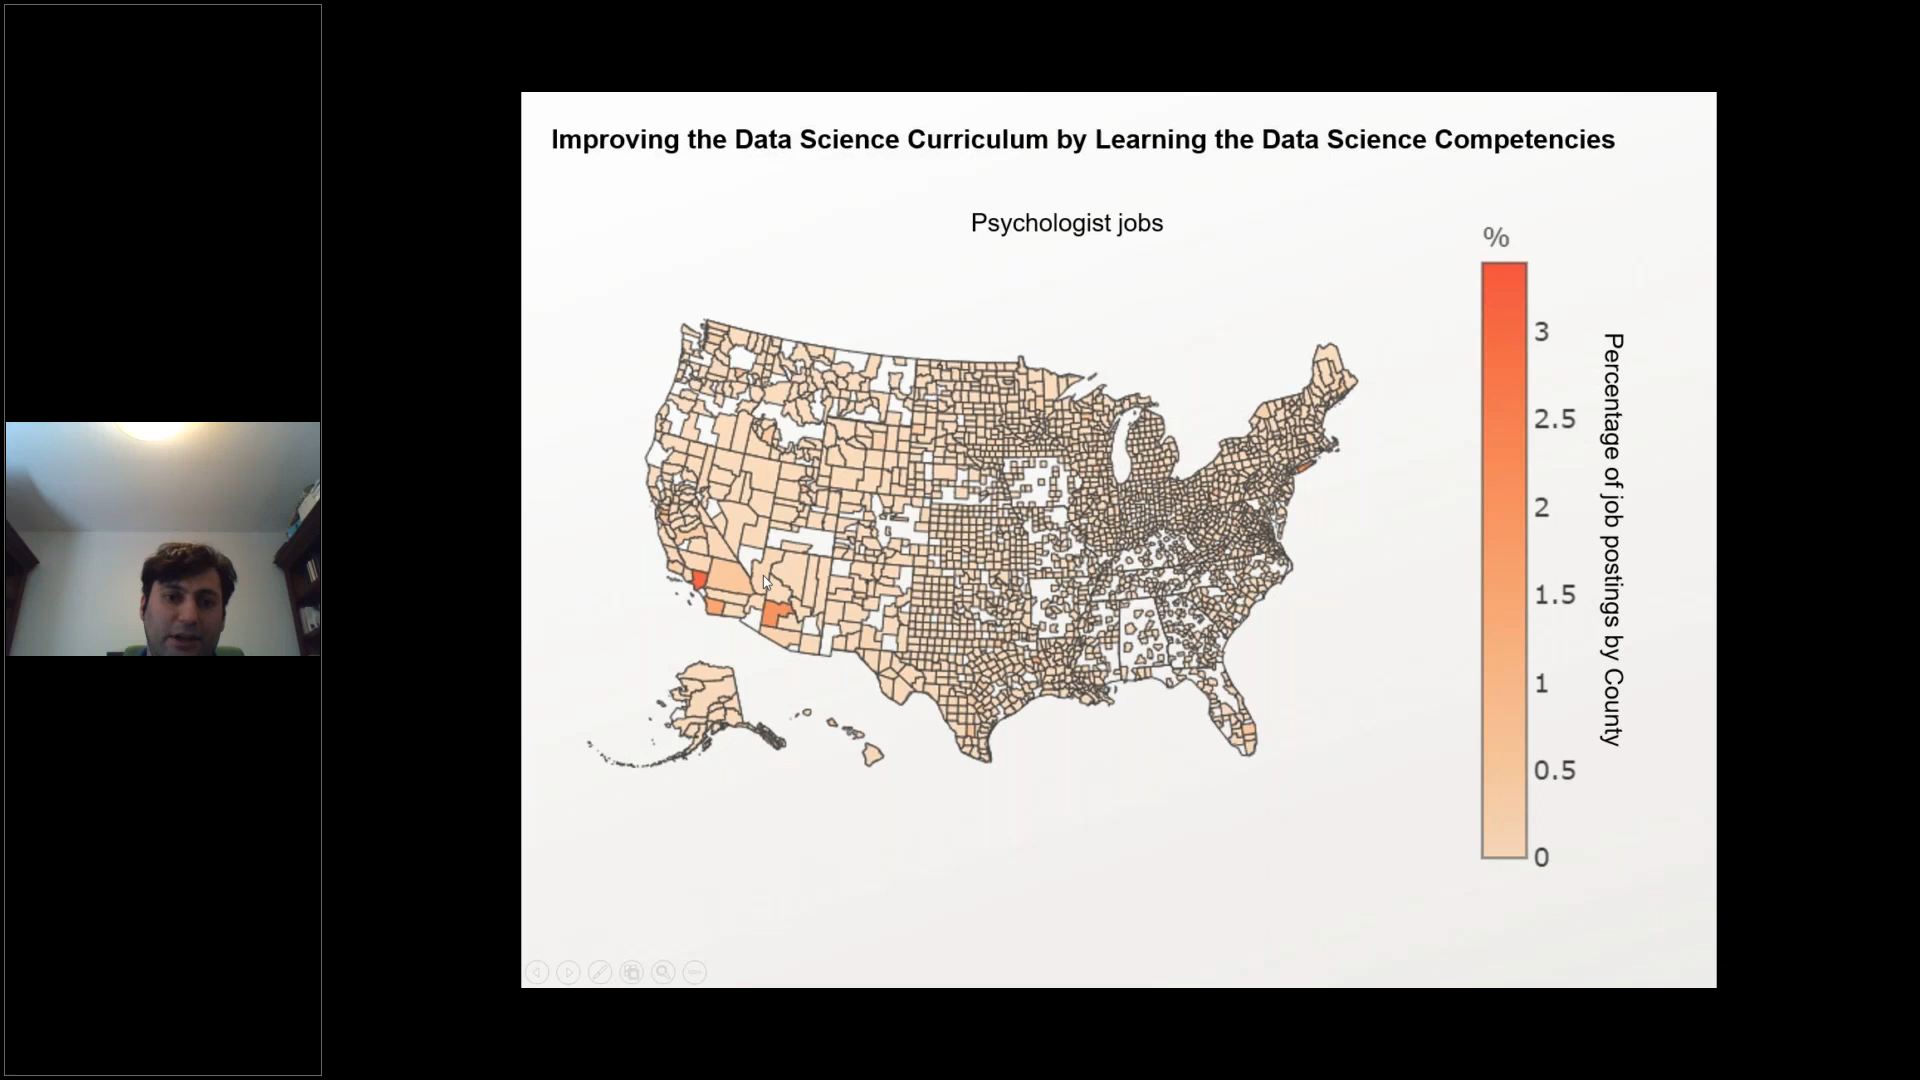 Improving the Data Science Curriculum by Learning the Data Science Competencies
Psychologist jobs
%
3
2.5
2
1.5
1
0.5
0
Percentage of job postings by County